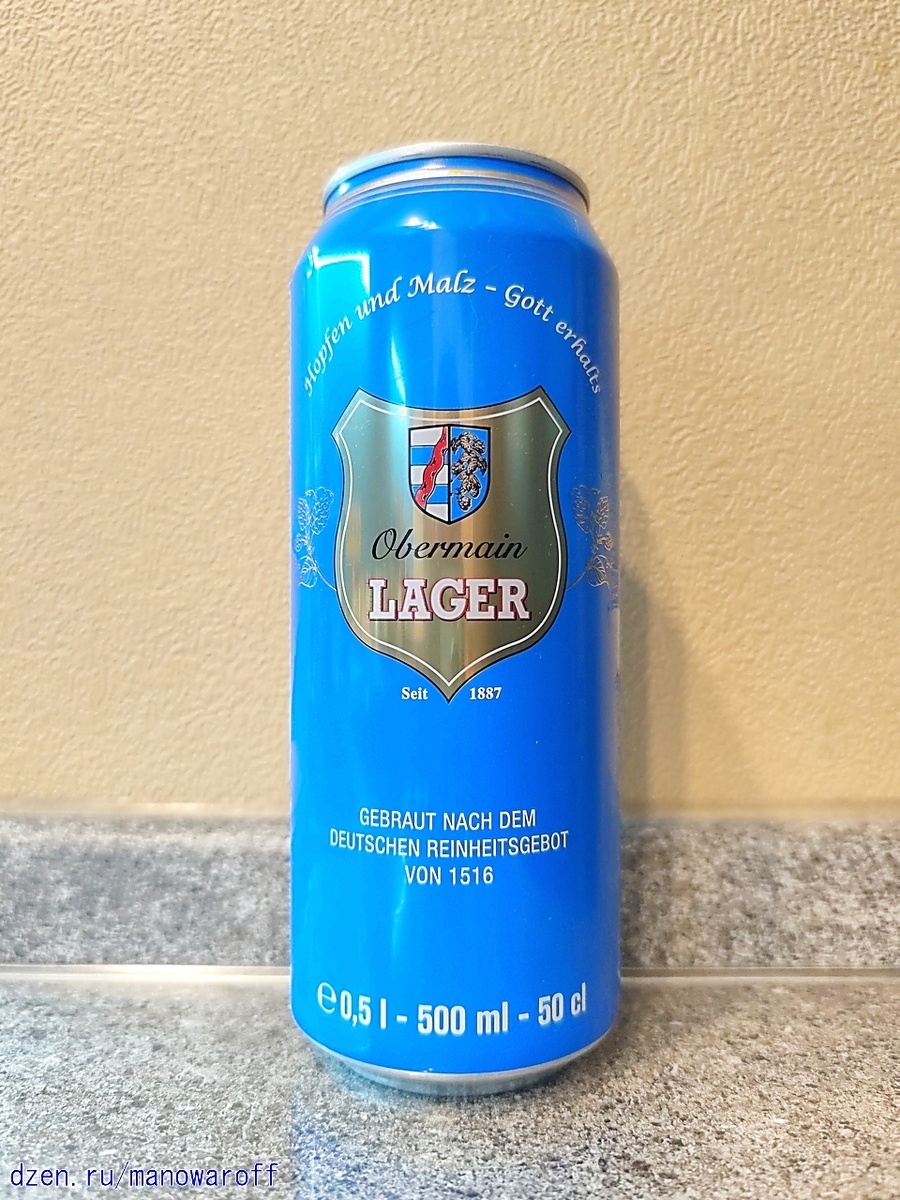 Hopfen und Malz - Gott erhalts
Obermain
LAGER
Seit 1887
GEBRAUT NACH DEM
DEUTSCHEN REINHEITSGEBOT
VON 1516
℮ 0,5 l - 500 ml - 50 cl
dzen.ru/manowaroff